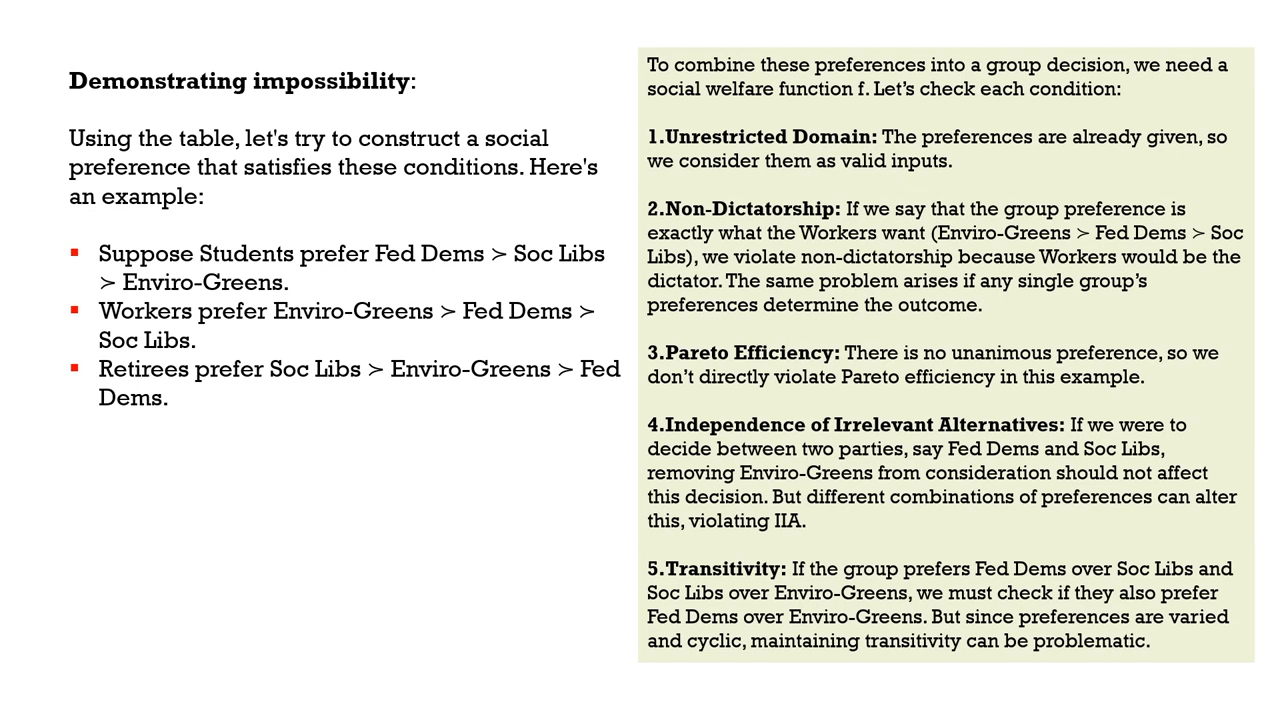 Demonstrating impossibility:
Using the table, let's try to construct a social
preference that satisfies these conditions. Here's
an example:
▪ Suppose Students prefer Fed Dems ≻ Soc Libs
≻ Enviro-Greens.
▪ Workers prefer Enviro-Greens ≻ Fed Dems ≻
Soc Libs.
▪ Retirees prefer Soc Libs ≻ Enviro-Greens ≻ Fed
Dems.
To combine these preferences into a group decision, we need a
social welfare function f. Let's check each condition:
1.Unrestricted Domain: The preferences are already given, so
we consider them as valid inputs.
2.Non-Dictatorship: If we say that the group preference is
exactly what the Workers want (Enviro-Greens ≻ Fed Dems ≻ Soc
Libs), we violate non-dictatorship because Workers would be the
dictator. The same problem arises if any single group's
preferences determine the outcome.
3.Pareto Efficiency: There is no unanimous preference, so we
don't directly violate Pareto efficiency in this example.
4.Independence of Irrelevant Alternatives: If we were to
decide between two parties, say Fed Dems and Soc Libs,
removing Enviro-Greens from consideration should not affect
this decision. But different combinations of preferences can alter
this, violating IIA.
5.Transitivity: If the group prefers Fed Dems over Soc Libs and
Soc Libs over Enviro-Greens, we must check if they also prefer
Fed Dems over Enviro-Greens. But since preferences are varied
and cyclic, maintaining transitivity can be problematic.